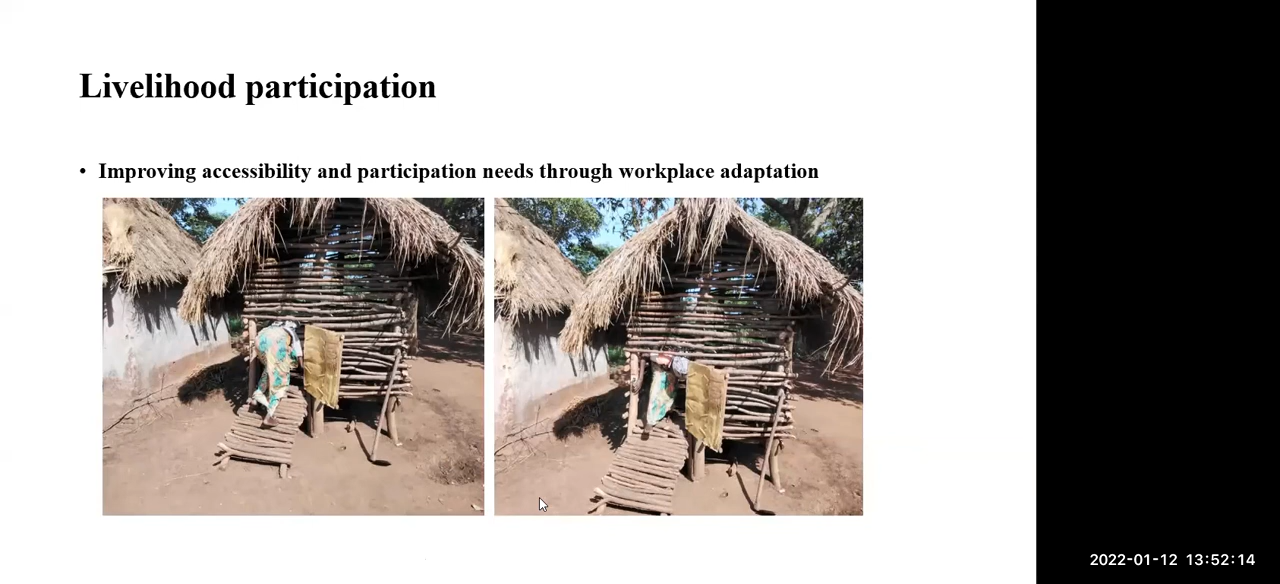 Livelihood participation
• Improving accessibility and participation needs through workplace adaptation
2022-01-12 13:52:14